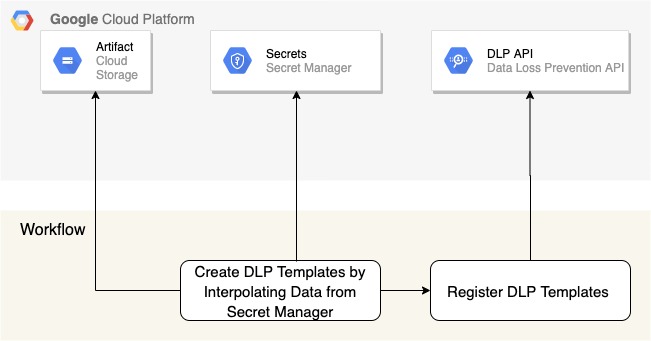 Google Cloud Platform
Artifact
Cloud
Storage
Secrets
Secret Manager
DLP API
Data Loss Prevention API
Workflow
Create DLP Templates by
Interpolating Data from
Secret Manager
Register DLP Templates